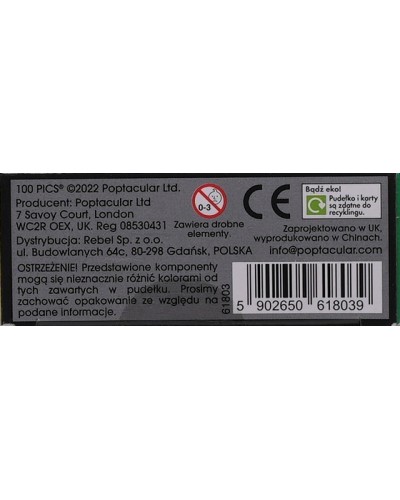 100 PICS® ©2022 Poptacular Ltd.
Producent: Poptacular Ltd
7 Savoy Court, London
WC2R OEX, UK. Reg 08530431
Dystrybucja: Rebel Sp. z o.o.
ul. Budowlanych 64c, 80-298 Gdańsk, POLSKA
OSTRZEŻENIE! Przedstawione komponenty
mogą się nieznacznie różnić kolorami od
tych zawartych w pudełku. Prosimy
zachować opakowanie ze względu na
podane informacje.
0-3
Zawiera drobne
elementy.
CE
Bądź eko!
Pudełko i karty
są zdatne do
recyklingu.
Zaprojektowano w UK,
wyprodukowano w Chinach.
info@poptacular.com
61803
5 902650 618039